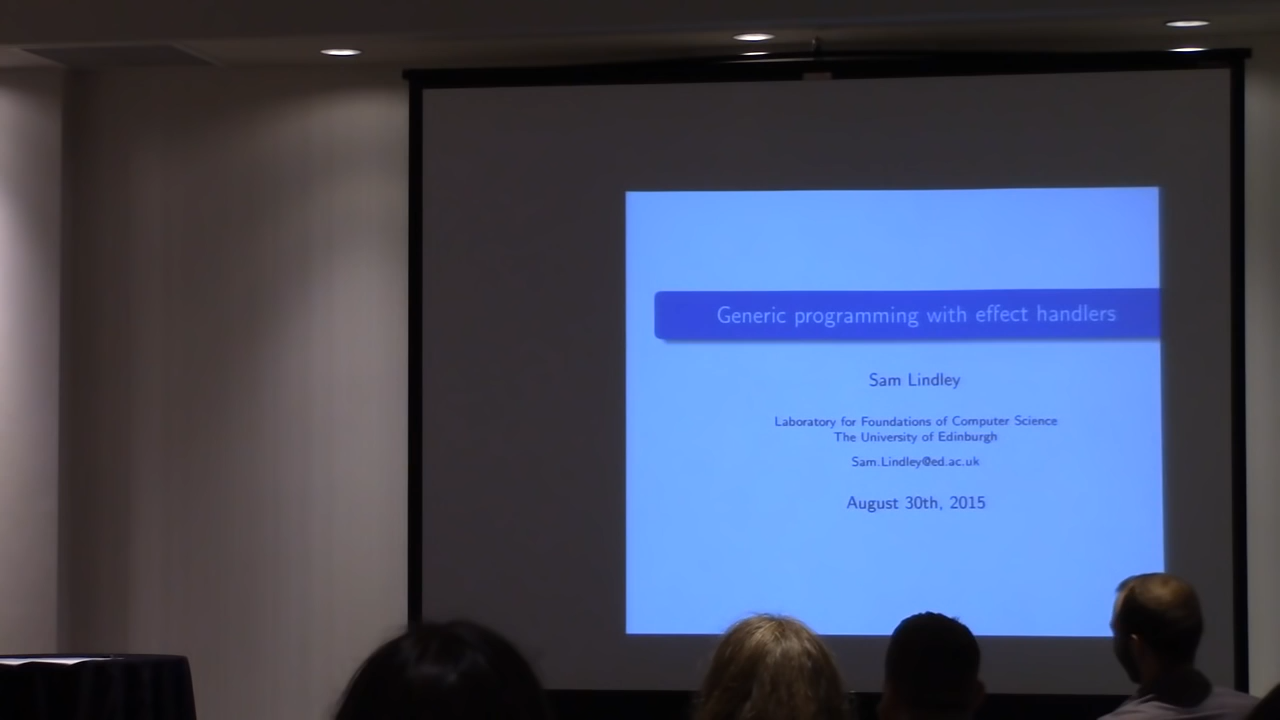 Generic programming with effect handlers
Sam Lindley
Laboratory for Foundations of Computer Science
The University of Edinburgh
Sam.Lindley@ed.ac.uk
August 30th, 2015